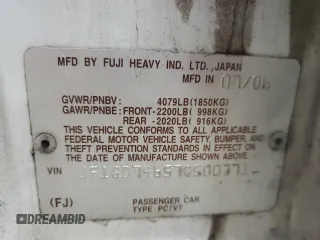 MFD BY FUJI HEAVY IND. LTD.,JAPAN
MFD IN 07/06
GVWR/PNBV : 4079LB(1850KG)
GAWR/PNBE: FRONT-2200LB( 998KG)
REAR -2020LB( 916KG)
THIS VEHICLE CONFORMS TO ALL APPLICABLE
FEDERAL MOTOR VEHICLE SAFETY, BUMPER,
AND THEFT PREVENTION STANDARDS IN EFFECT
ON THE DATE OF MANUFACTURE SHOWN ABOVE.
VIN
(FJ) PASSENGER CAR
TYPE:PC/VT